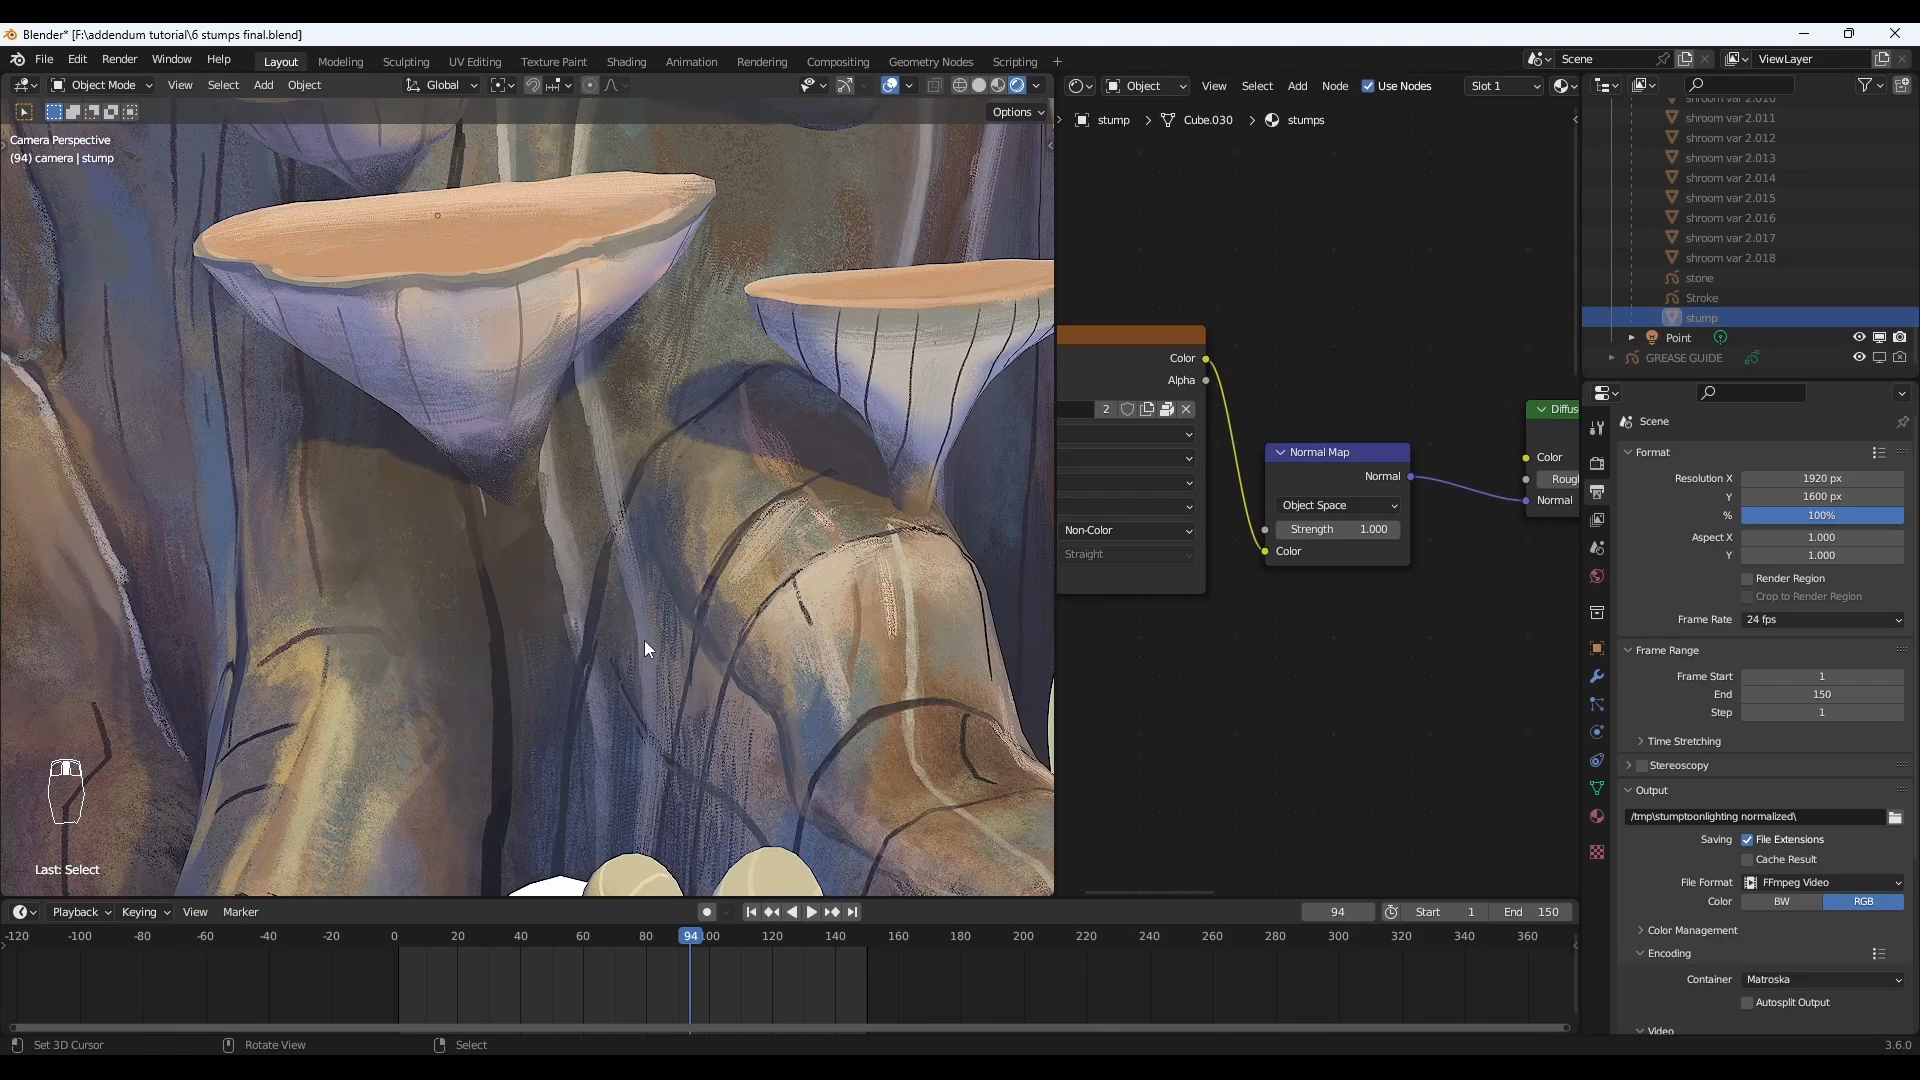 Blender* [F:\addendum tutorial\6 stumps final.blend]
File Edit Render Window Help Layout Modeling Sculpting UV Editing Texture Paint Shading Animation Rendering Compositing Geometry Nodes Scripting + Scene ViewLayer
Object Mode View Select Add Object Global
Object View Select Add Node Use Nodes Slot 1
Options
Camera Perspective
(94) camera | stump
stump > Cube.030 > stumps
shroom var 2.010
shroom var 2.011
shroom var 2.012
shroom var 2.013
shroom var 2.014
shroom var 2.015
shroom var 2.016
shroom var 2.017
shroom var 2.018
stone
Stroke
stump
Point
GREASE GUIDE
Color
Alpha
2
Non-Color
Straight
Normal Map
Normal
Object Space
Strength 1.000
Color
Diffus
Color
Rough
Normal
Scene
Format
Resolution X 1920 px
Y 1600 px
% 100%
Aspect X 1.000
Y 1.000
Render Region
Crop to Render Region
Frame Rate 24 fps
Frame Range
Frame Start 1
End 150
Step 1
Time Stretching
Stereoscopy
Output
/tmp\stumptoonlighting normalized\
Saving File Extensions
Cache Result
File Format FFmpeg Video
Color BW RGB
Color Management
Encoding
Container Matroska
Autosplit Output
Video
Last: Select
Playback Keying View Marker
94 Start 1 End 150
-120 -100 -80 -60 -40 -20 0 20 40 60 80 94 100 120 140 160 180 200 220 240 260 280 300 320 340 360
Set 3D Cursor Rotate View Select 3.6.0